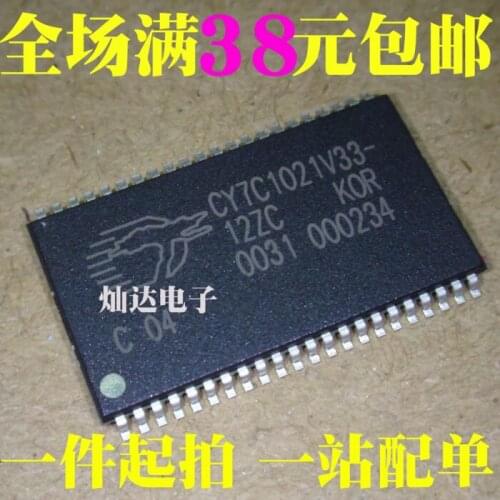 全场满38元包邮
CY7C1021V33-
12ZC KOR
0031 000234
灿达电子
C 04
一件起拍 一站配单